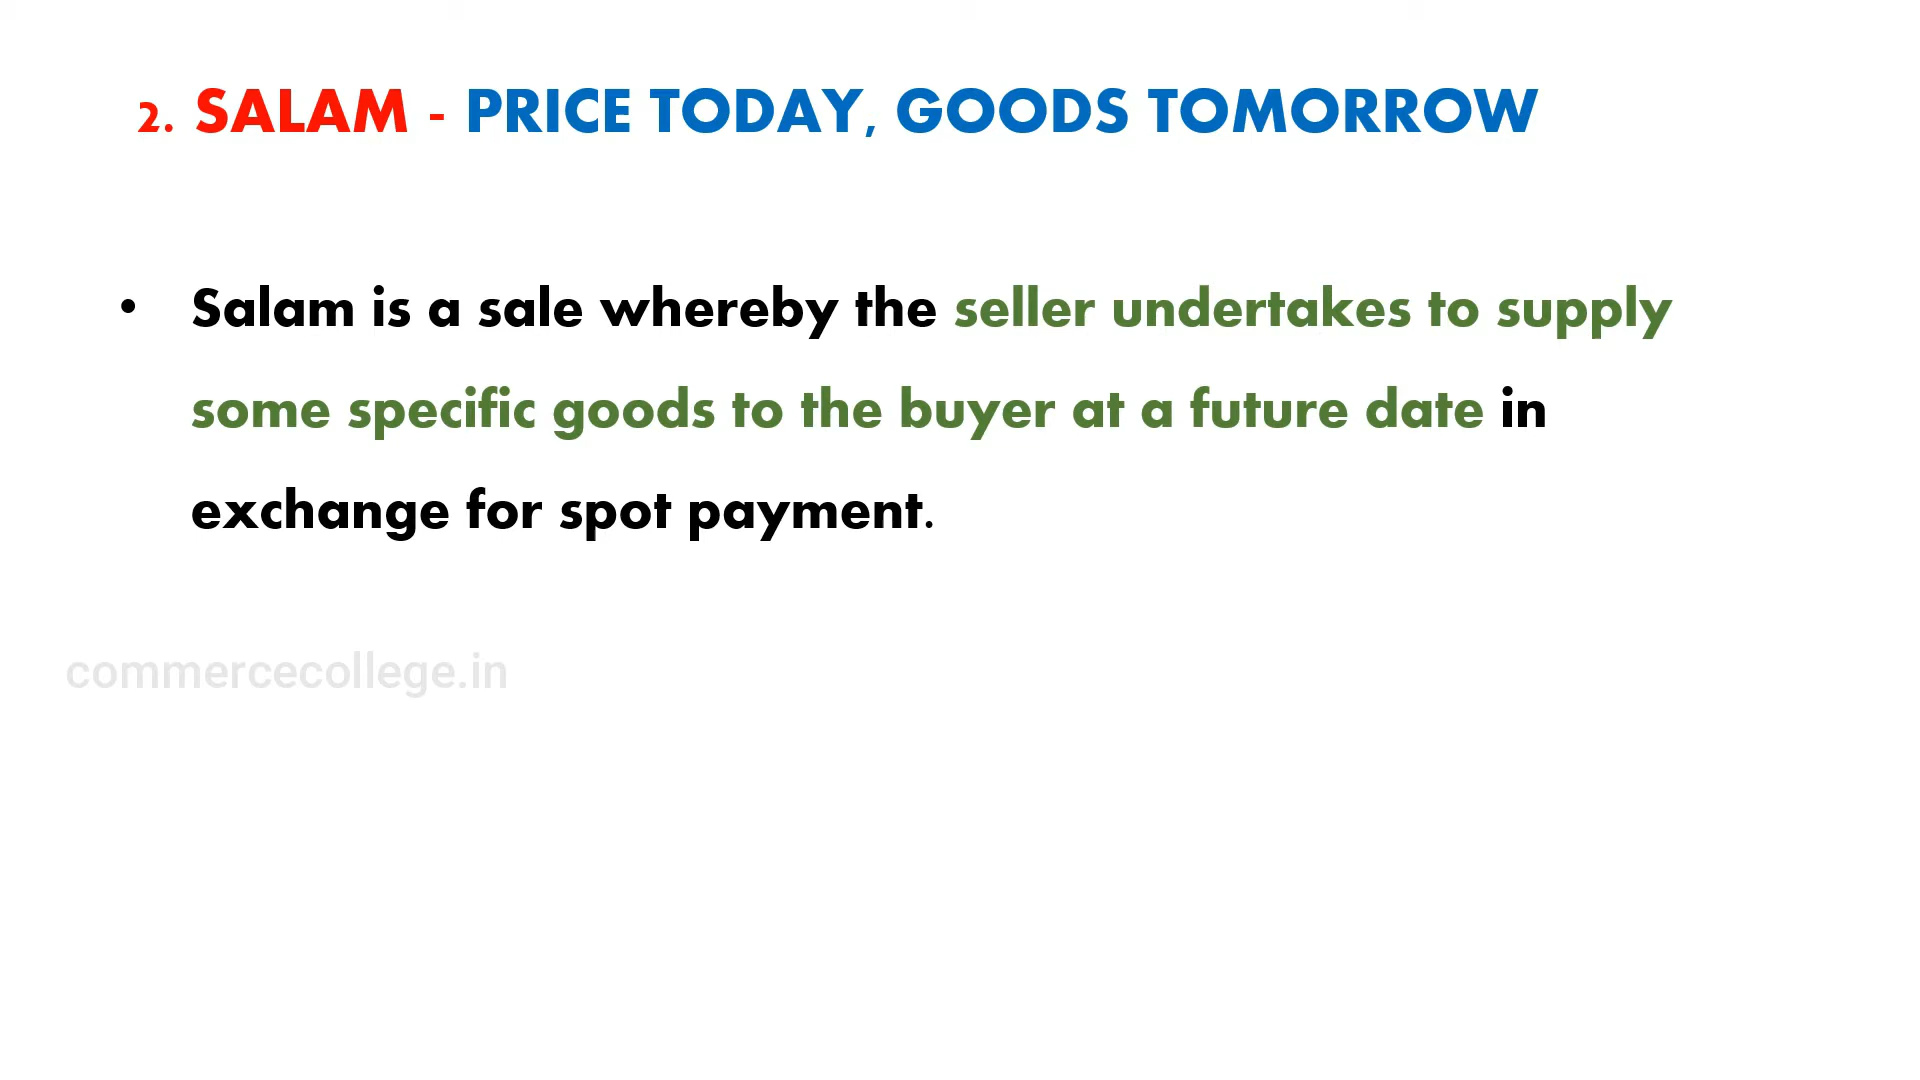 2. SALAM - PRICE TODAY, GOODS TOMORROW
• Salam is a sale whereby the seller undertakes to supply
some specific goods to the buyer at a future date in
exchange for spot payment.
commercecollege.in